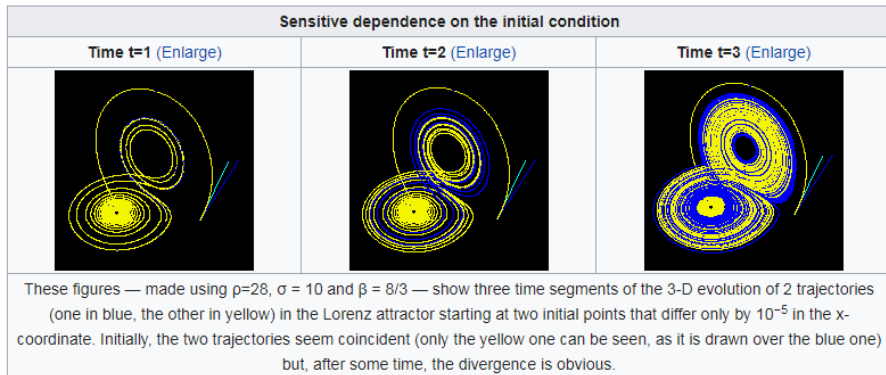 Sensitive dependence on the initial condition
Time t=1 (Enlarge) Time t=2 (Enlarge) Time t=3 (Enlarge)
These figures — made using ρ=28, σ = 10 and β = 8/3 — show three time segments of the 3-D evolution of 2 trajectories
(one in blue, the other in yellow) in the Lorenz attractor starting at two initial points that differ only by 10⁻⁵ in the x-
coordinate. Initially, the two trajectories seem coincident (only the yellow one can be seen, as it is drawn over the blue one)
but, after some time, the divergence is obvious.